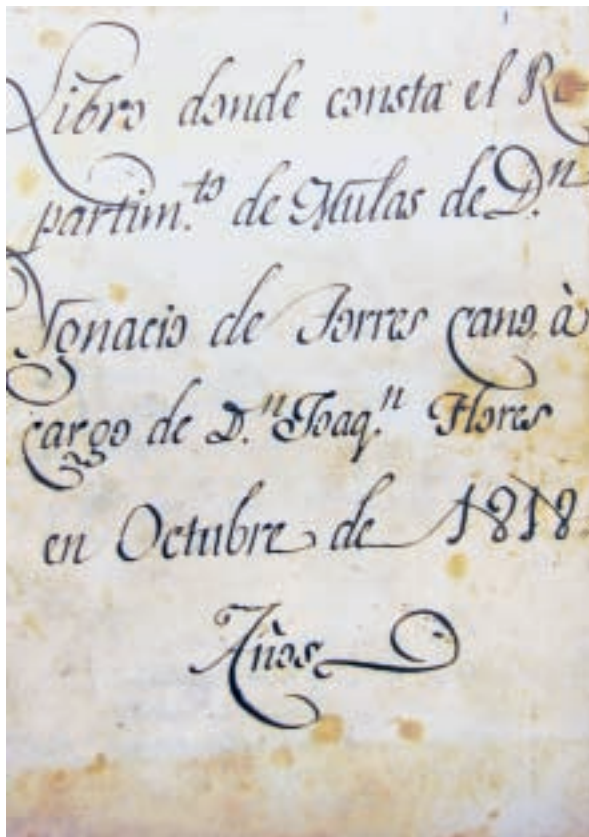 Libro donde consta el Re-
partim.to de Mulas de D.n
Ygnacio de Torres cano, à
cargo de D.n Joaq.n Flores
en Octubre de 1818
Años